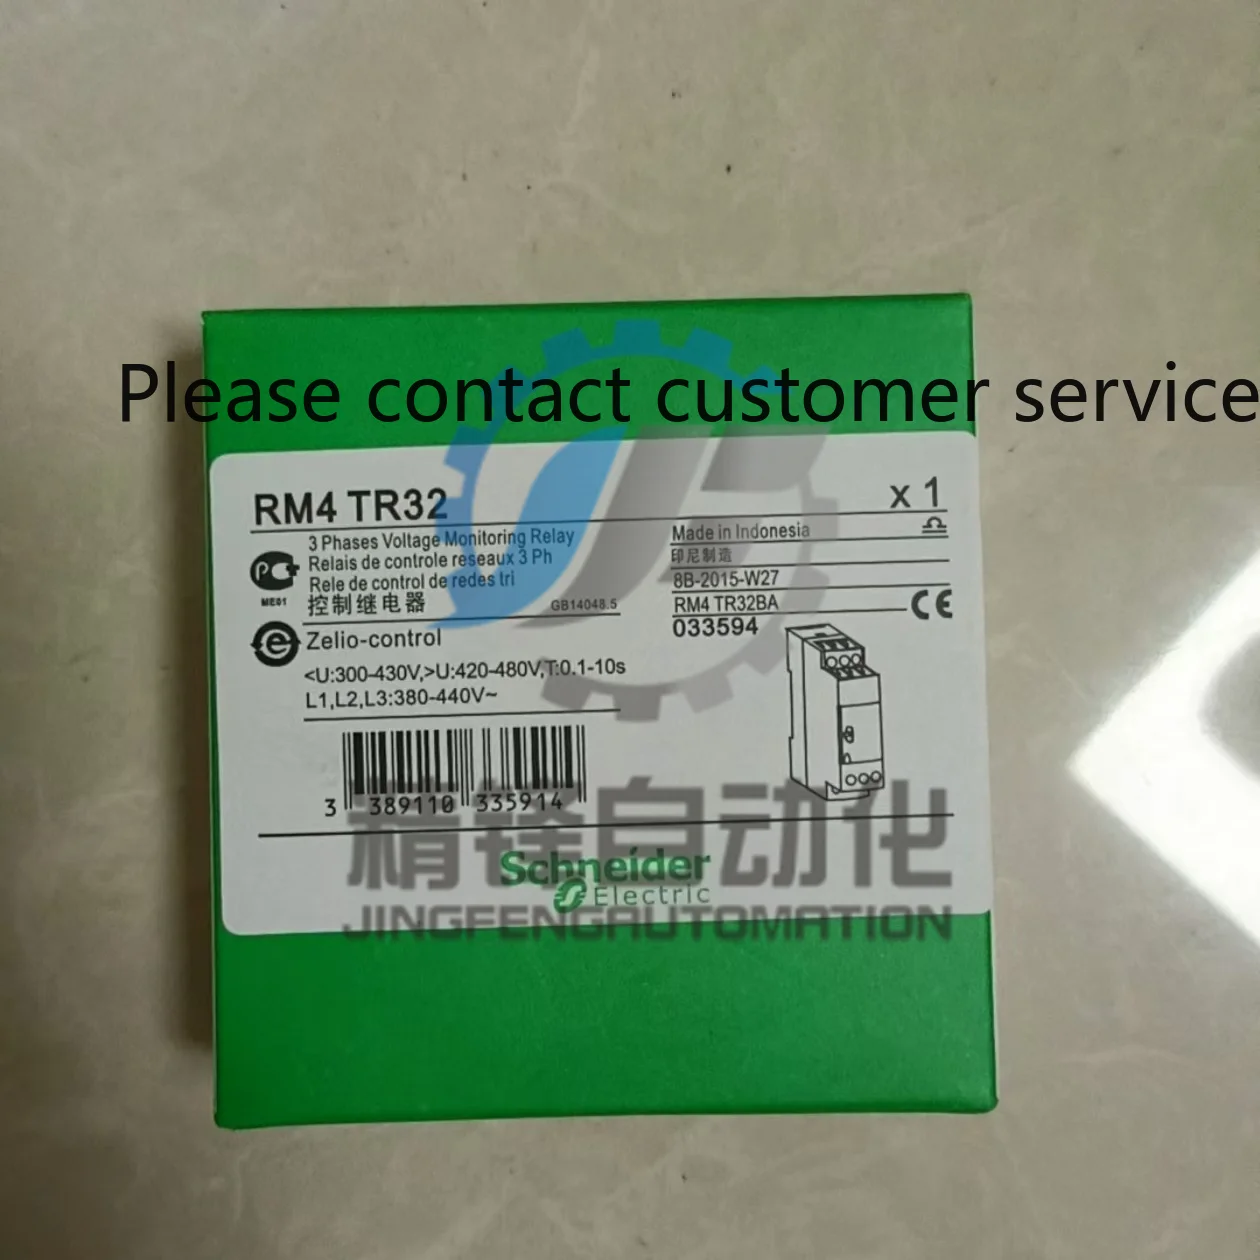 Please contact customer service
RM4 TR32
x 1
3 Phases Voltage Monitoring Relay
Relais de controle reseaux 3 Ph
Rele de control de redes tri
控制继电器
GB14048.5
ME01
Zelio-control
<U:300-430V,>U:420-480V,T:0.1-10s
L1,L2,L3:380-440V~
Made in Indonesia
印尼制造
8B-2015-W27
RM4 TR32BA
033594
CE
3 389110 335914
精锋自动化
JINGFENGAUTOMATION
Schneider
Electric